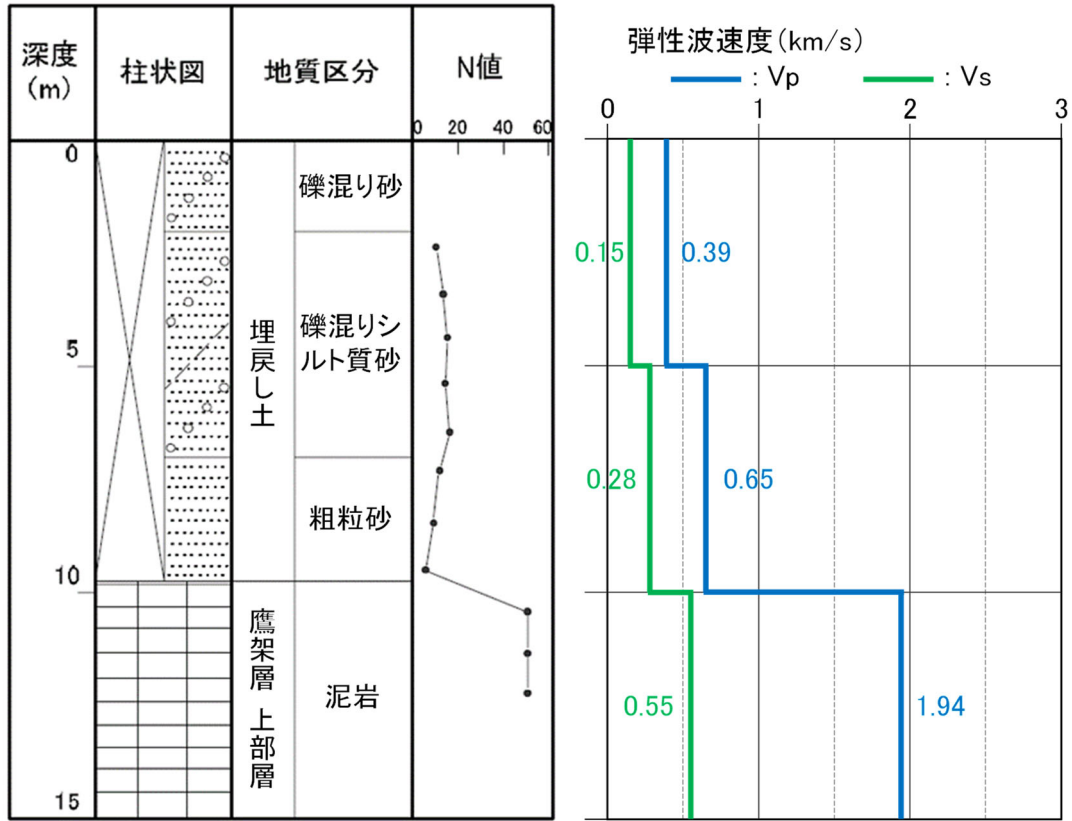 深度
(m)
柱状図
地質区分
N値
0 20 40 60
0
5
10
15
埋戻し土
礫混り砂
礫混りシ
ルト質砂
粗粒砂
鷹架層 上部層
泥岩
弾性波速度(km/s)
: Vp : Vs
0 1 2 3
0.15 0.39
0.28 0.65
0.55 1.94